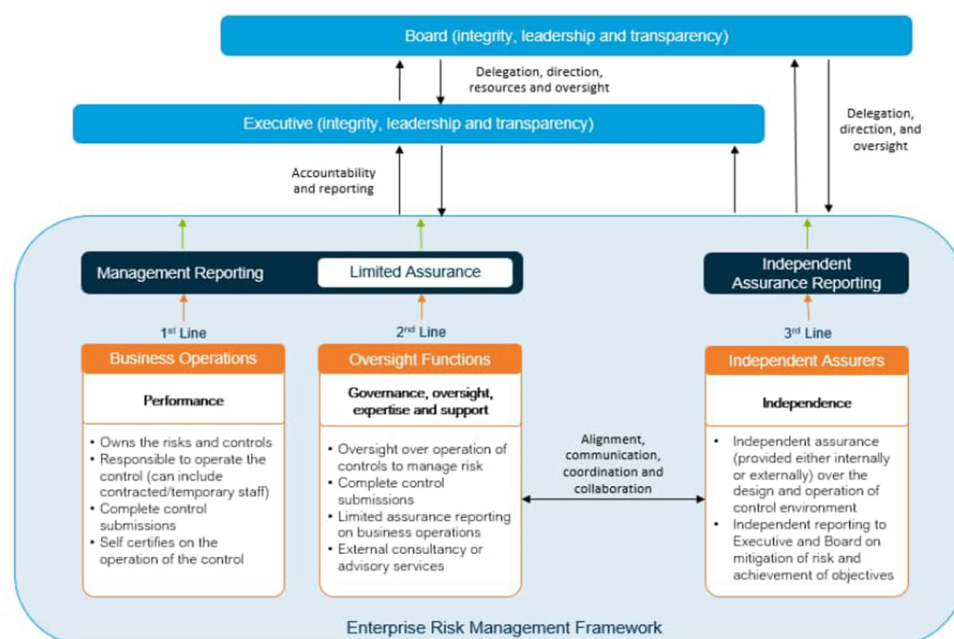 Board (integrity, leadership and transparency)
Delegation, direction,
resources and oversight
Executive (integrity, leadership and transparency)
Delegation,
direction, and
oversight
Accountability
and reporting
Management Reporting
Limited Assurance
Independent
Assurance Reporting
1st Line
2nd Line
3rd Line
Business Operations
Performance
• Owns the risks and controls
• Responsible to operate the
control (can include
contracted/temporary staff)
• Complete control
submissions
• Self certifies on the
operation of the control
Oversight Functions
Governance, oversight,
expertise and support
• Oversight over operation of
controls to manage risk
• Complete control
submissions
• Limited assurance reporting
on business operations
• External consultancy or
advisory services
Alignment,
communication,
coordination and
collaboration
Independent Assurers
Independence
• Independent assurance
(provided either internally
or externally) over the
design and operation of
control environment
• Independent reporting to
Executive and Board on
mitigation of risk and
achievement of objectives
Enterprise Risk Management Framework